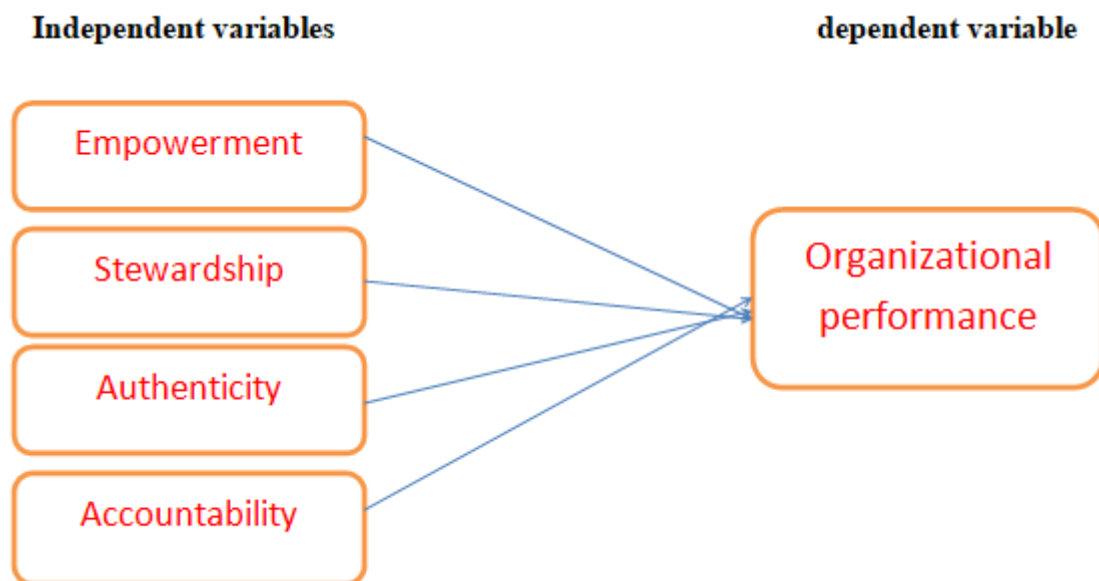 Independent variables
dependent variable
Empowerment
Stewardship
Authenticity
Accountability
Organizational
performance